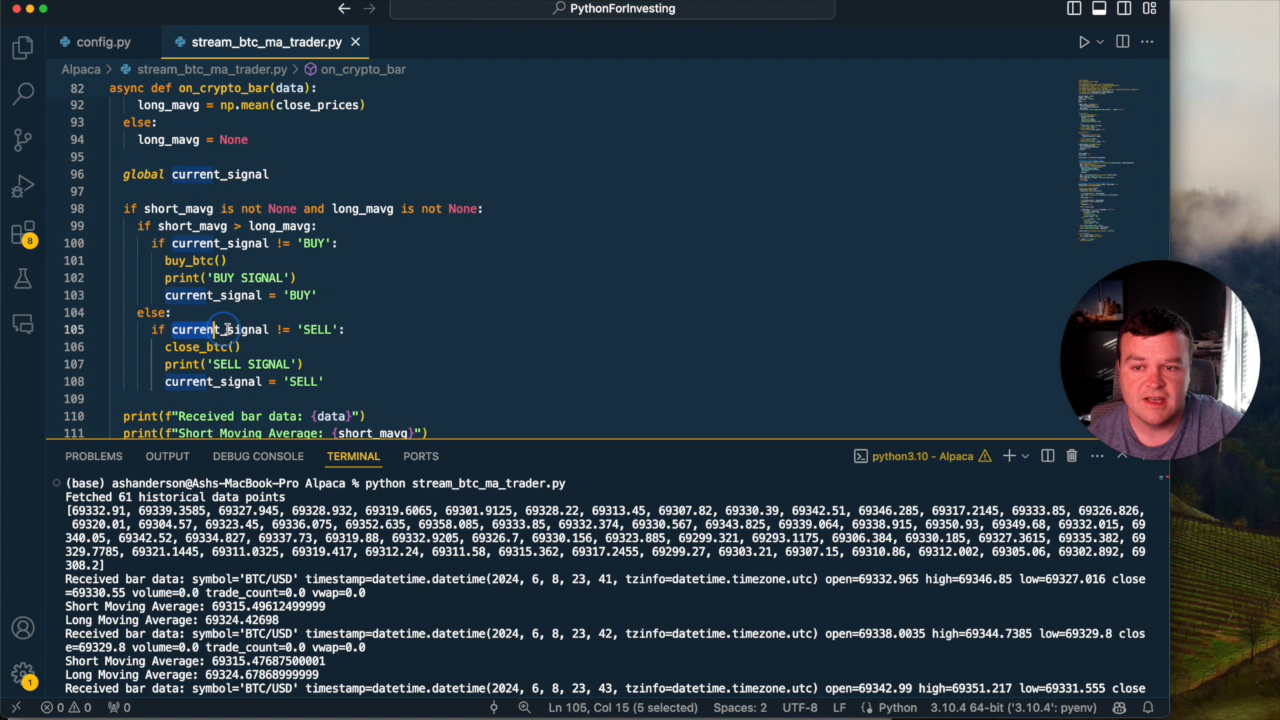 PythonForInvesting
config.py
stream_btc_ma_trader.py
Alpaca > stream_btc_ma_trader.py > on_crypto_bar
82 async def on_crypto_bar(data):
92 long_mavg = np.mean(close_prices)
93 else:
94 long_mavg = None
95
96 global current_signal
97
98 if short_mavg is not None and long_mavg is not None:
99 if short_mavg > long_mavg:
100 if current_signal != 'BUY':
101 buy_btc()
102 print('BUY SIGNAL')
103 current_signal = 'BUY'
104 else:
105 if current_signal != 'SELL':
106 close_btc()
107 print('SELL SIGNAL')
108 current_signal = 'SELL'
109
110 print(f"Received bar data: {data}")
111 print(f"Short Moving Average: {short_mavg}")
8
PROBLEMS OUTPUT DEBUG CONSOLE TERMINAL PORTS
python3.10 - Alpaca
(base) ashanderson@Ashs-MacBook-Pro Alpaca % python stream_btc_ma_trader.py
Fetched 61 historical data points
[69332.91, 69339.3585, 69327.945, 69328.932, 69319.6065, 69301.9125, 69328.22, 69313.45, 69307.82, 69330.39, 69342.51, 69346.285, 69317.2145, 69333.85, 69326.826,
69320.01, 69304.57, 69323.45, 69336.075, 69352.635, 69358.085, 69333.85, 69332.374, 69330.567, 69343.825, 69339.064, 69338.915, 69350.93, 69349.68, 69332.015, 69
340.05, 69342.52, 69334.827, 69337.73, 69319.88, 69332.9205, 69326.7, 69330.156, 69323.885, 69299.321, 69293.1175, 69306.384, 69330.185, 69327.3615, 69335.382, 69
329.7785, 69321.1445, 69311.0325, 69319.417, 69312.24, 69311.58, 69315.362, 69317.2455, 69299.27, 69303.21, 69307.15, 69310.86, 69312.002, 69305.06, 69302.892, 69
308.2]
Received bar data: symbol='BTC/USD' timestamp=datetime.datetime(2024, 6, 8, 23, 41, tzinfo=datetime.timezone.utc) open=69332.965 high=69346.85 low=69327.016 close
=69330.55 volume=0.0 trade_count=0.0 vwap=0.0
Short Moving Average: 69315.49612499999
Long Moving Average: 69324.42698
Received bar data: symbol='BTC/USD' timestamp=datetime.datetime(2024, 6, 8, 23, 42, tzinfo=datetime.timezone.utc) open=69338.0035 high=69344.7385 low=69329.8 clos
e=69329.8 volume=0.0 trade_count=0.0 vwap=0.0
Short Moving Average: 69315.47687500001
Long Moving Average: 69324.67868999999
Received bar data: symbol='BTC/USD' timestamp=datetime.datetime(2024, 6, 8, 23, 43, tzinfo=datetime.timezone.utc) open=69342.99 high=69351.217 low=69331.555 close
1
0 0 0 Ln 105, Col 15 (5 selected) Spaces: 2 UTF-8 LF Python 3.10.4 64-bit ('3.10.4': pyenv)